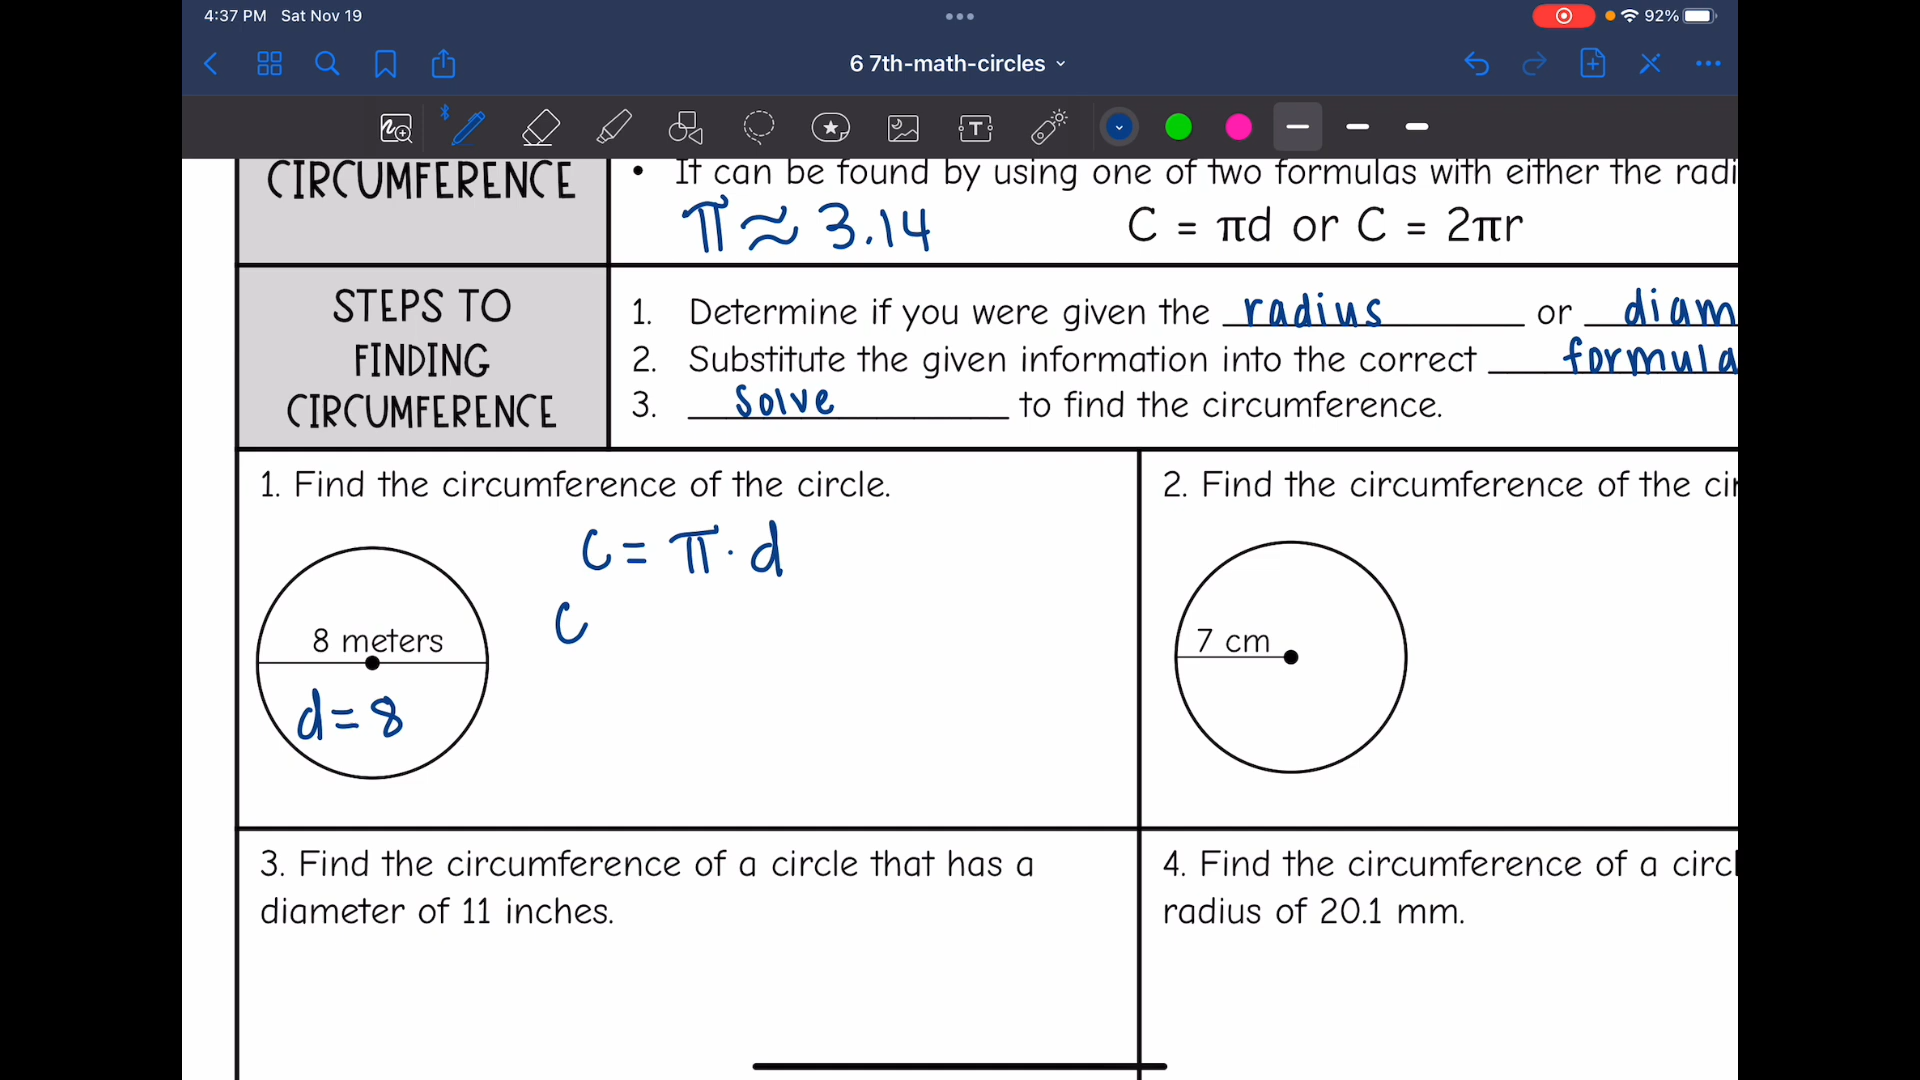 4:37 PM Sat Nov 19
92%
6 7th-math-circles
CIRCUMFERENCE
• It can be found by using one of two formulas with either the radi
π ≈ 3.14
C = πd or C = 2πr
STEPS TO
FINDING
CIRCUMFERENCE
1. Determine if you were given the radius or diam
2. Substitute the given information into the correct formula
3. solve to find the circumference.
1. Find the circumference of the circle.
C = π · d
C
8 meters
d = 8
2. Find the circumference of the cir
7 cm
3. Find the circumference of a circle that has a
diameter of 11 inches.
4. Find the circumference of a circl
radius of 20.1 mm.